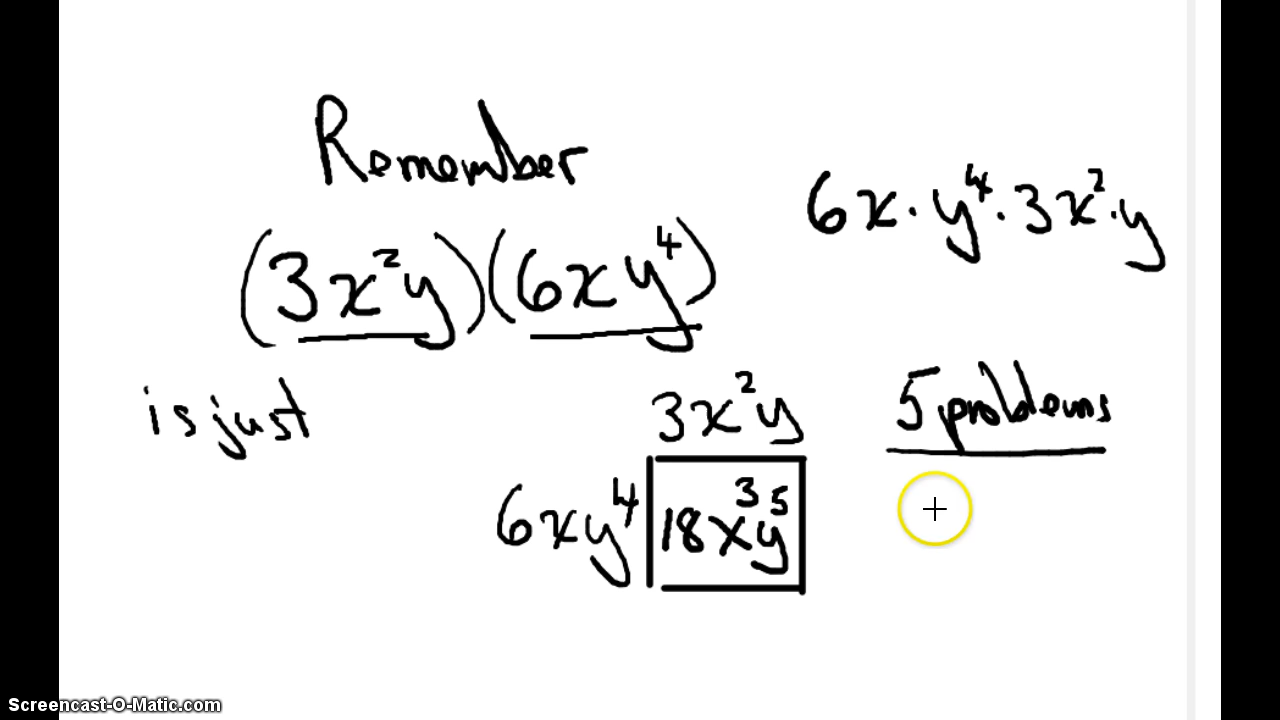 Remember
6x · y⁴ · 3x² · y
(3x²y)(6xy⁴)
is just
3x²y
5 problems
6xy⁴ 18x³y⁵
Screencast-O-Matic.com